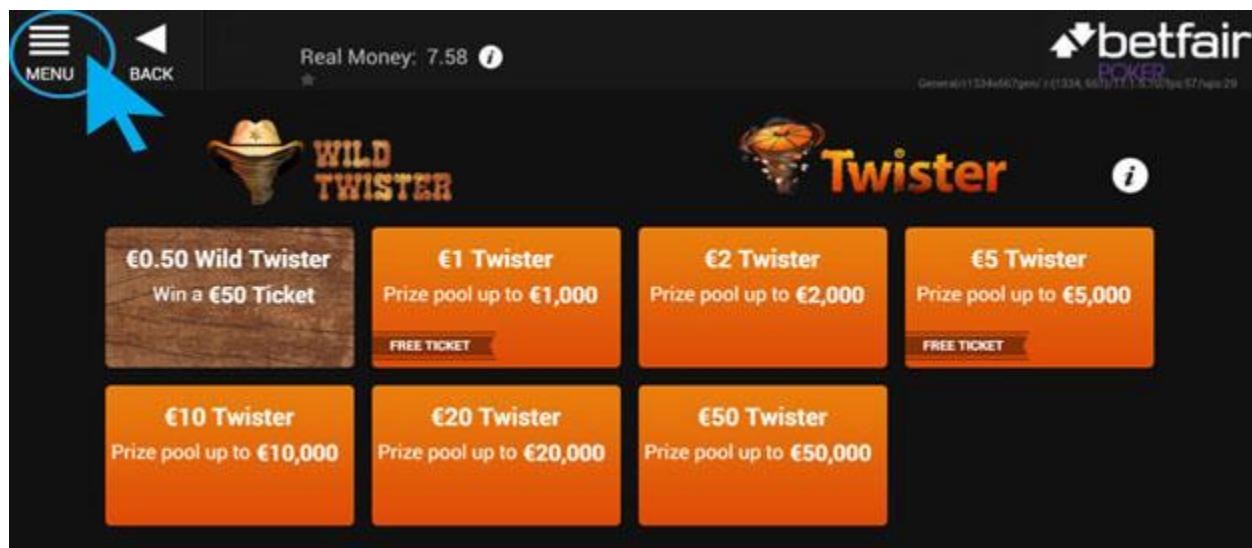 MENU
BACK
Real Money: 7.58 i
betfair
POKER
WILD
TWISTER
Twister
i
€0.50 Wild Twister
Win a €50 Ticket
€1 Twister
Prize pool up to €1,000
FREE TICKET
€2 Twister
Prize pool up to €2,000
€5 Twister
Prize pool up to €5,000
FREE TICKET
€10 Twister
Prize pool up to €10,000
€20 Twister
Prize pool up to €20,000
€50 Twister
Prize pool up to €50,000